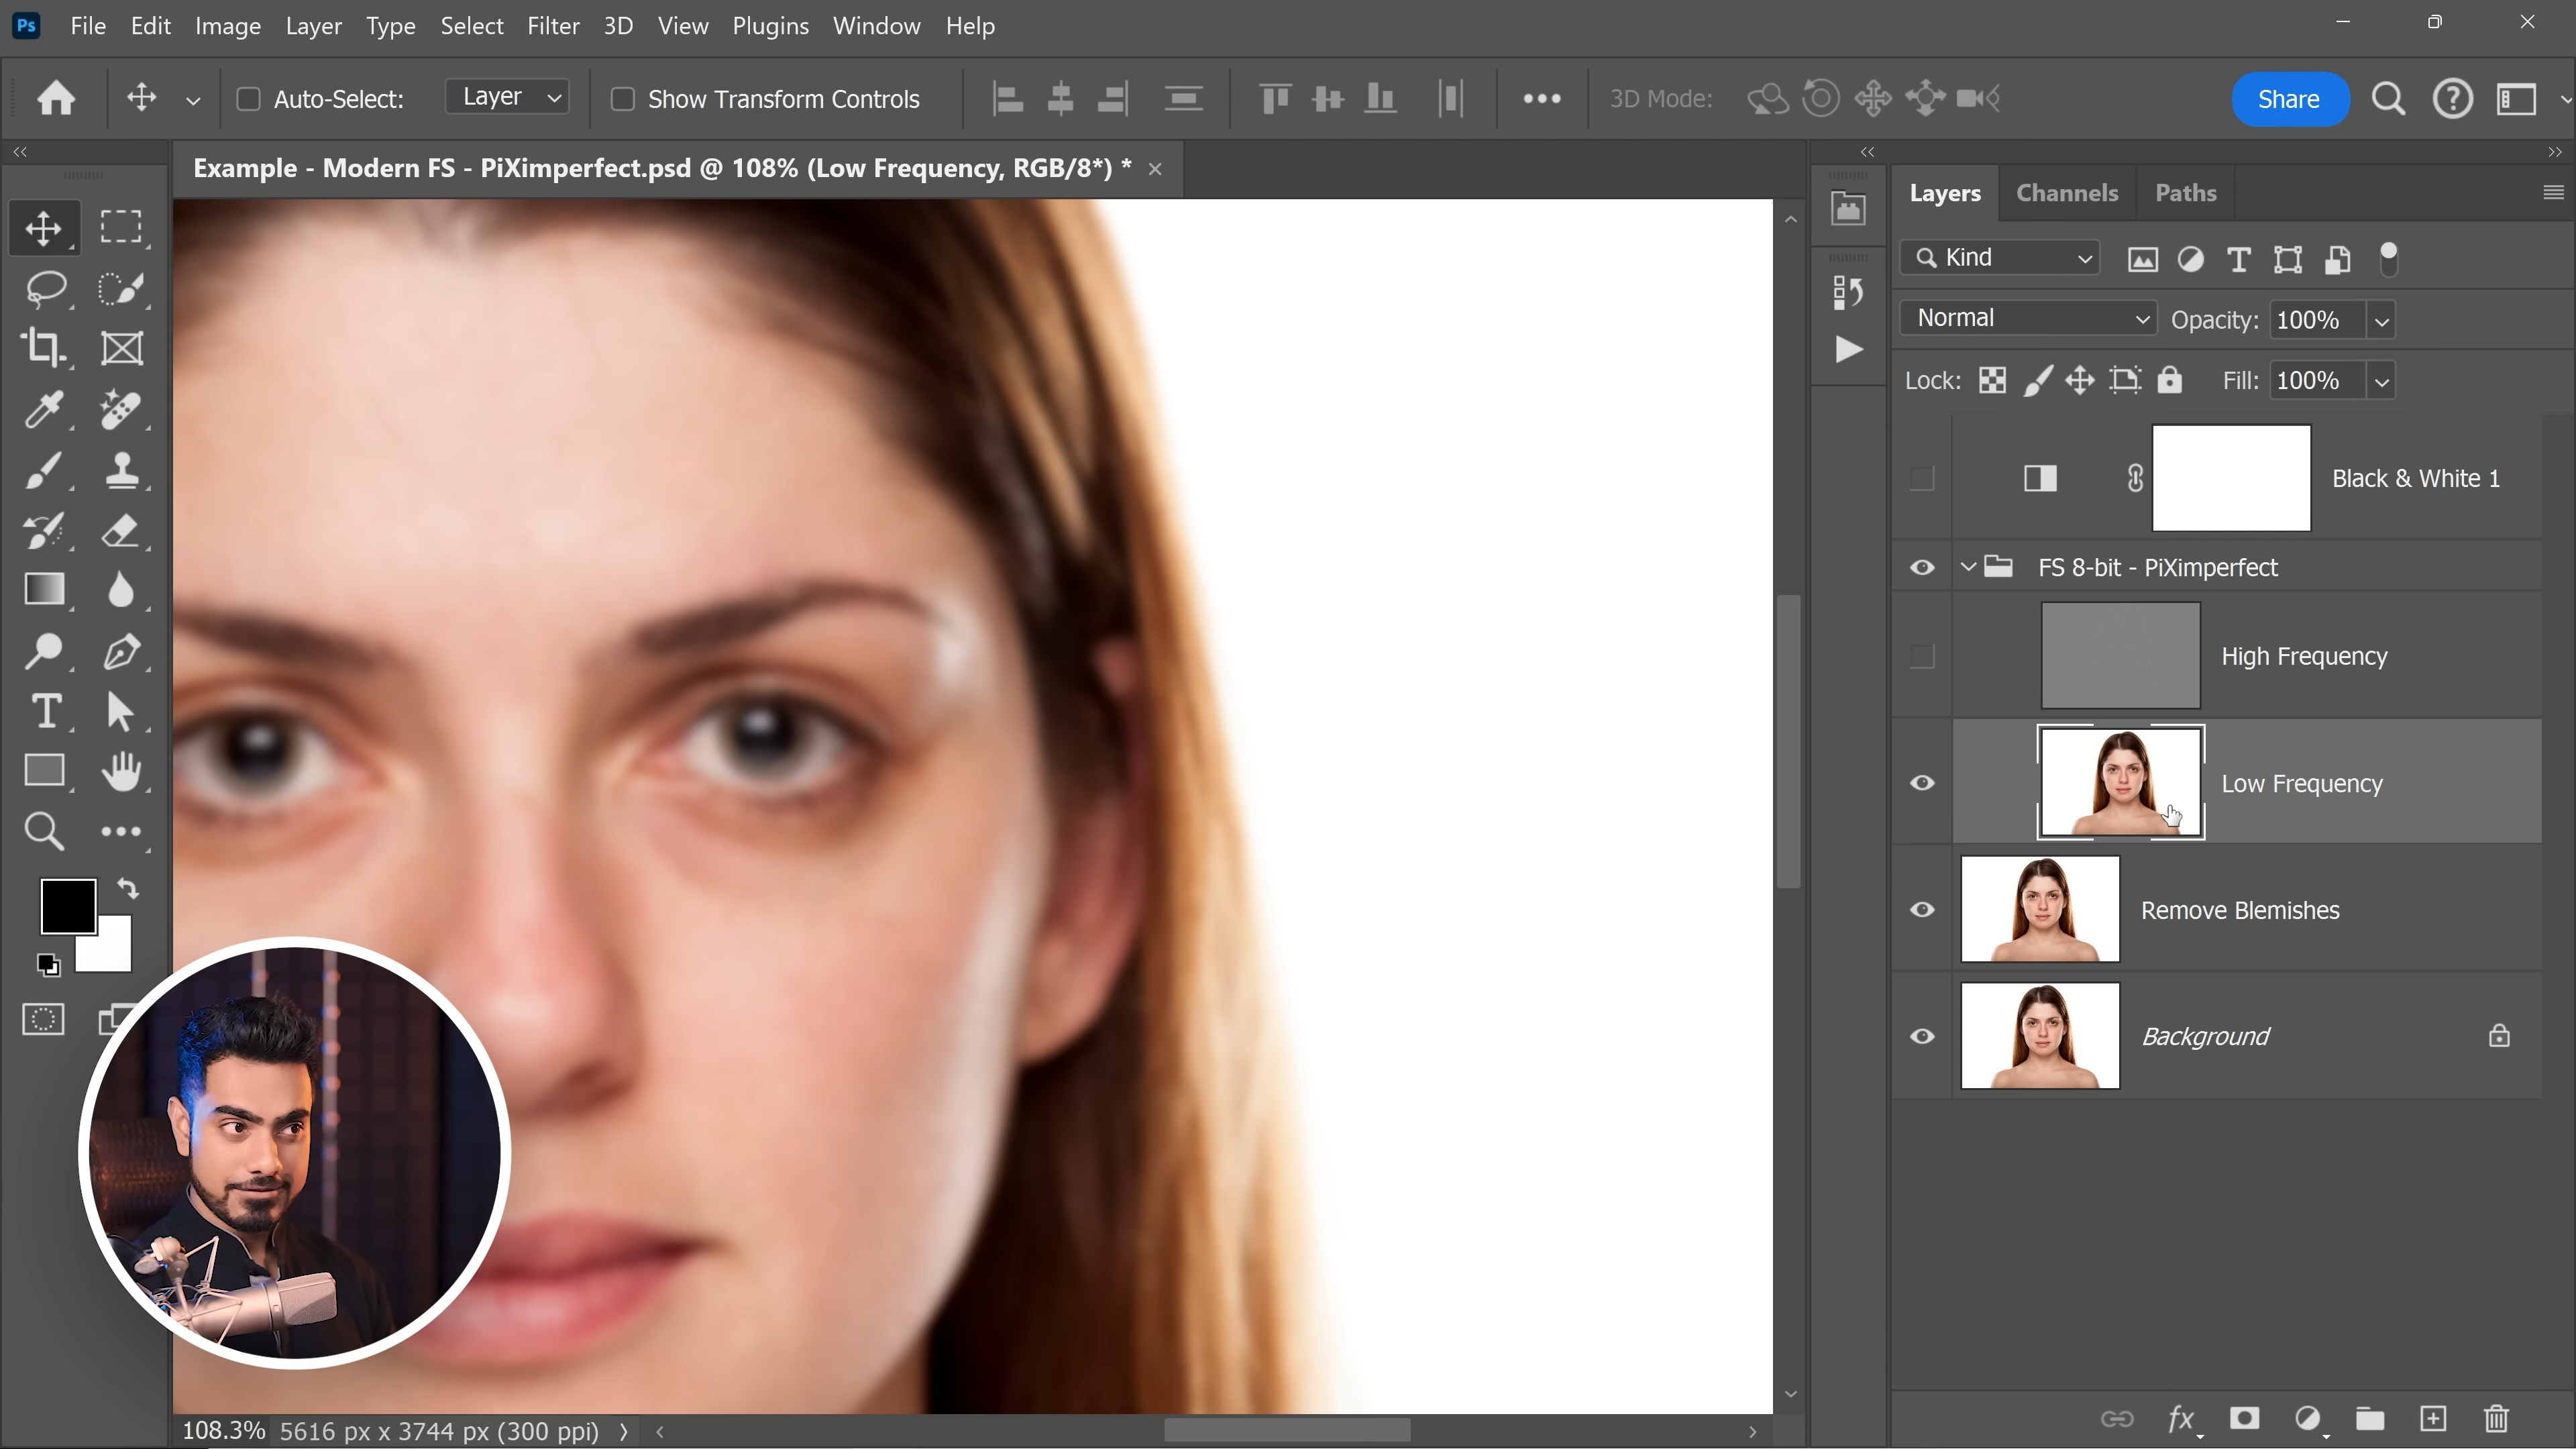 Ps File Edit Image Layer Type Select Filter 3D View Plugins Window Help
Auto-Select: Layer Show Transform Controls 3D Mode: Share
Example - Modern FS - PiXimperfect.psd @ 108% (Low Frequency, RGB/8*) *
Layers Channels Paths
Kind
Normal Opacity: 100%
Lock: Fill: 100%
Black & White 1
FS 8-bit - PiXimperfect
High Frequency
Low Frequency
Remove Blemishes
Background
108.3% 5616 px x 3744 px (300 ppi)
fx